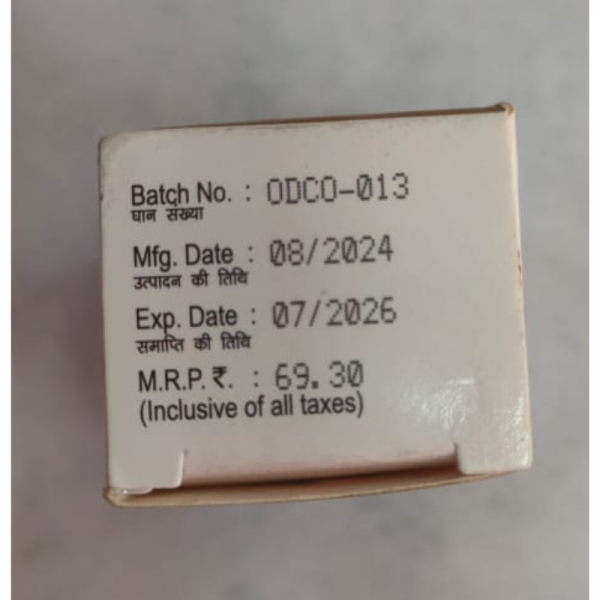 Batch No. : ODCO-013
घान संख्या
Mfg. Date : 08/2024
उत्पादन की तिथि
Exp. Date : 07/2026
समाप्ति की तिथि
M.R.P. ₹. : 69.30
(Inclusive of all taxes)